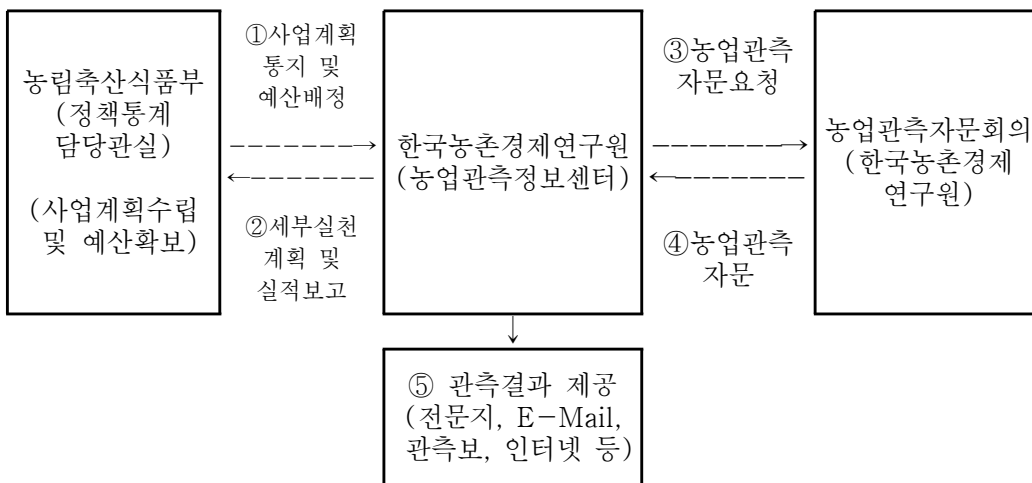 농림축산식품부
(정책통계
담당관실)
(사업계획수립
및 예산확보)
①사업계획
통지 및
예산배정
②세부실천
계획 및
실적보고
한국농촌경제연구원
(농업관측정보센터)
③농업관측
자문요청
④농업관측
자문
농업관측자문회의
(한국농촌경제
연구원)
⑤ 관측결과 제공
(전문지, E-Mail,
관측보, 인터넷 등)